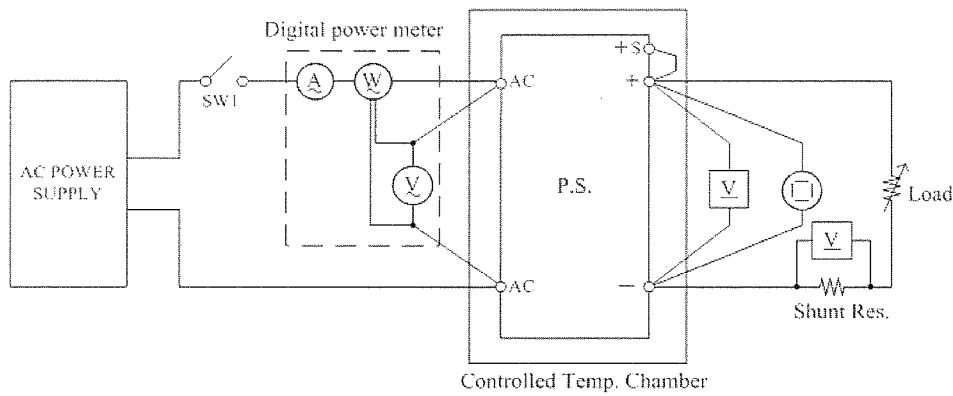 Digital power meter
SW1
A
W
V
AC POWER
SUPPLY
AC
AC
+S
+
−
P.S.
V
Load
V
Shunt Res.
Controlled Temp. Chamber